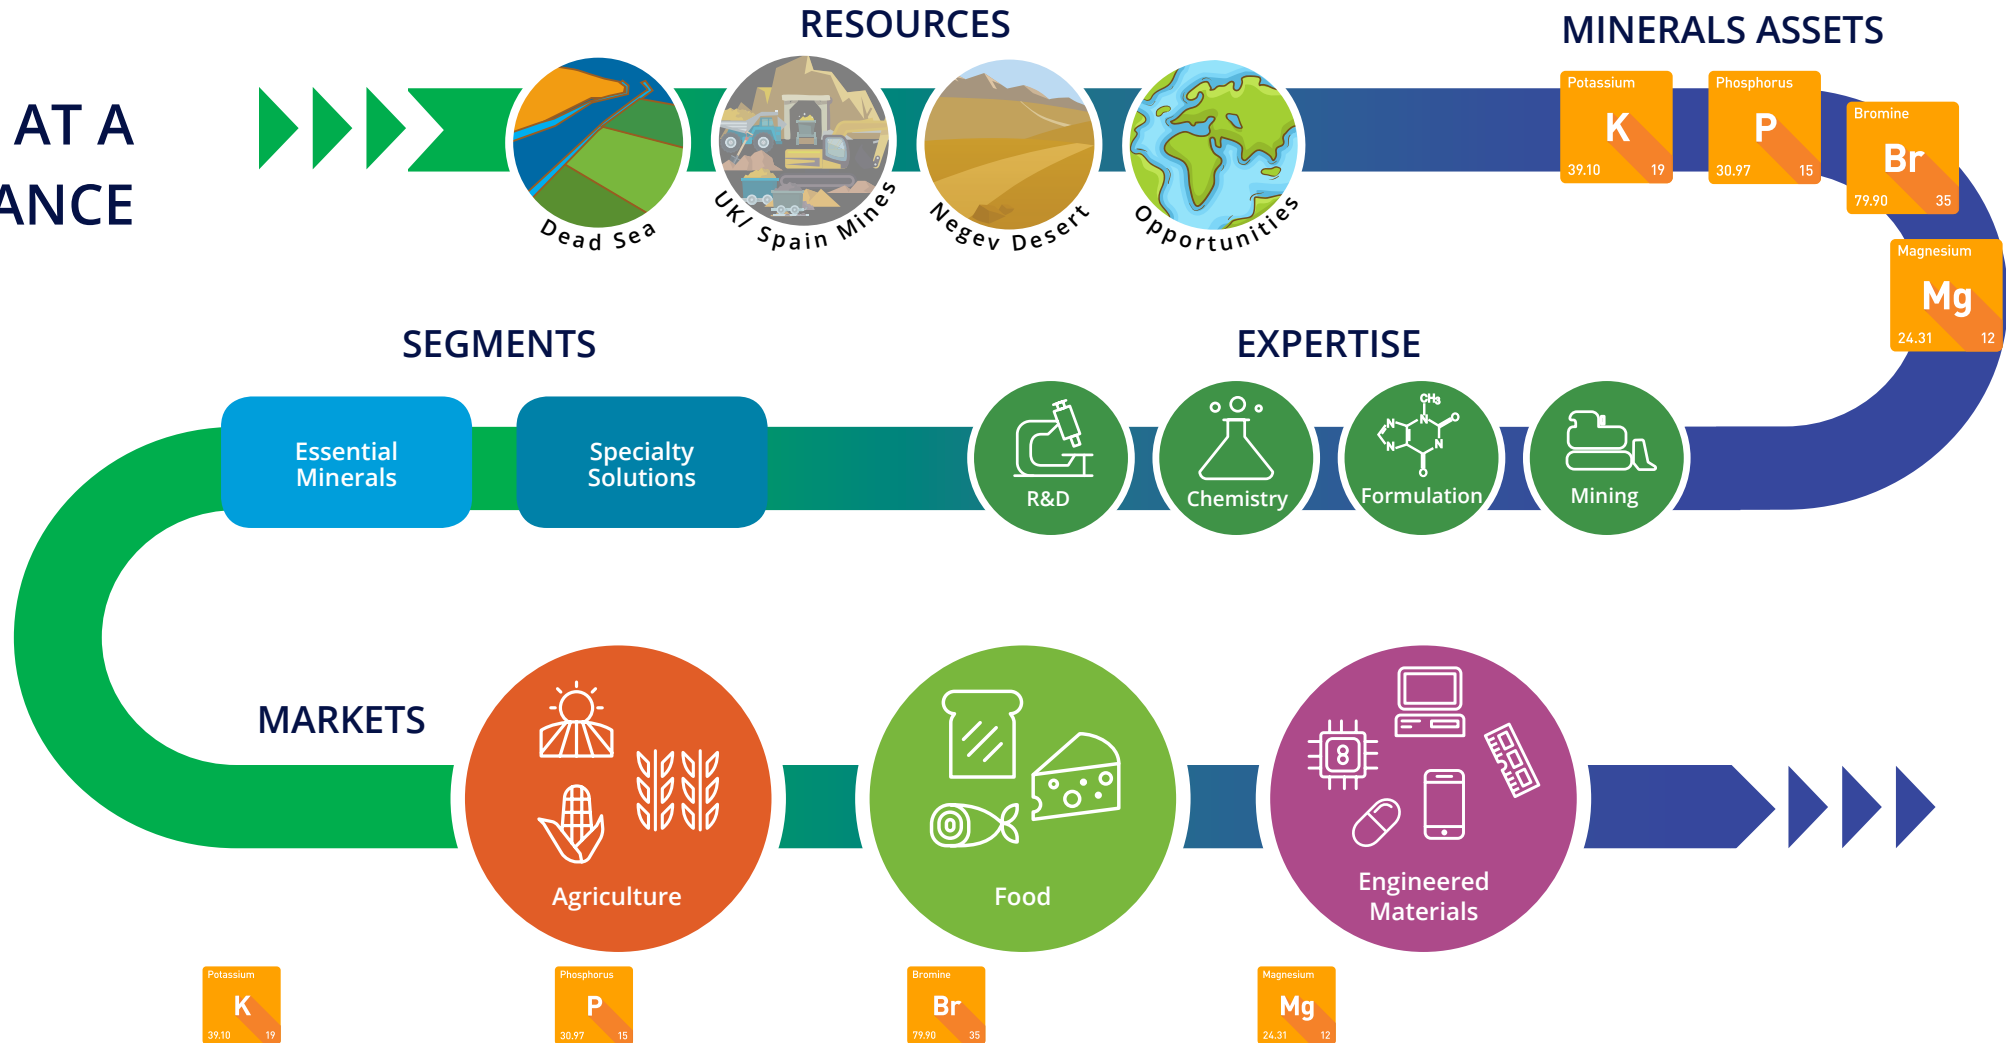 AT A
ANCE
RESOURCES
Dead Sea
UK/ Spain Mines
Negev Desert
Opportunities
MINERALS ASSETS
Potassium
K
39.10 19
Phosphorus
P
30.97 15
Bromine
Br
79.90 35
Magnesium
Mg
24.31 12
SEGMENTS
Essential
Minerals
Specialty
Solutions
EXPERTISE
R&D
Chemistry
CH3
N
N
N
N
O
O
Formulation
Mining
MARKETS
Agriculture
Food
8
Engineered
Materials
Potassium
K
39.10 19
Phosphorus
P
30.97 15
Bromine
Br
79.90 35
Magnesium
Mg
24.31 12